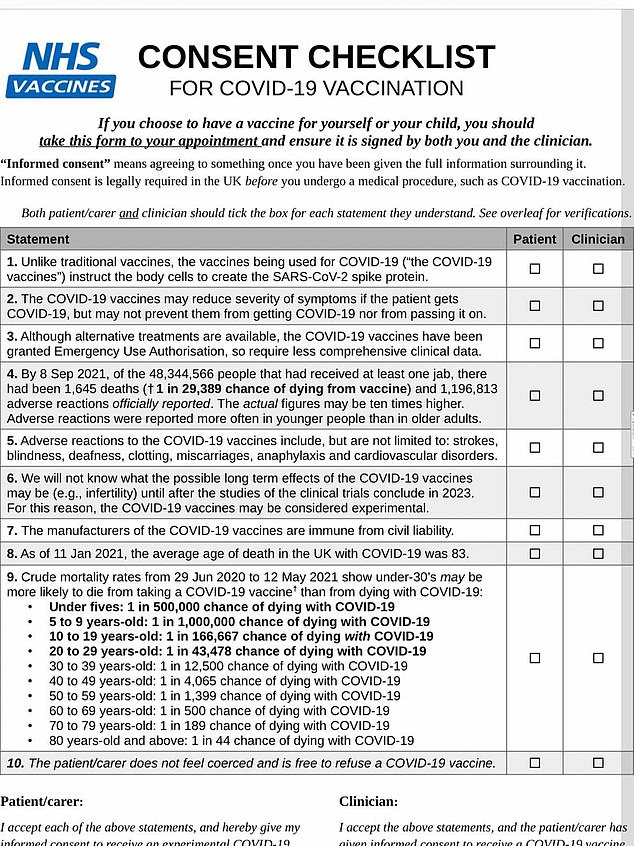 NHS
VACCINES
CONSENT CHECKLIST
FOR COVID-19 VACCINATION
If you choose to have a vaccine for yourself or your child, you should
take this form to your appointment and ensure it is signed by both you and the clinician.
“Informed consent” means agreeing to something once you have been given the full information surrounding it.
Informed consent is legally required in the UK before you undergo a medical procedure, such as COVID-19 vaccination.
Both patient/carer and clinician should tick the box for each statement they understand. See overleaf for verifications.
Statement Patient Clinician
1. Unlike traditional vaccines, the vaccines being used for COVID-19 (“the COVID-19
vaccines”) instruct the body cells to create the SARS-CoV-2 spike protein. ☐ ☐
2. The COVID-19 vaccines may reduce severity of symptoms if the patient gets
COVID-19, but may not prevent them from getting COVID-19 nor from passing it on. ☐ ☐
3. Although alternative treatments are available, the COVID-19 vaccines have been
granted Emergency Use Authorisation, so require less comprehensive clinical data. ☐ ☐
4. By 8 Sep 2021, of the 48,344,566 people that had received at least one jab, there
had been 1,645 deaths (†1 in 29,389 chance of dying from vaccine) and 1,196,813
adverse reactions officially reported. The actual figures may be ten times higher.
Adverse reactions were reported more often in younger people than in older adults. ☐ ☐
5. Adverse reactions to the COVID-19 vaccines include, but are not limited to: strokes,
blindness, deafness, clotting, miscarriages, anaphylaxis and cardiovascular disorders. ☐ ☐
6. We will not know what the possible long term effects of the COVID-19 vaccines
may be (e.g., infertility) until after the studies of the clinical trials conclude in 2023.
For this reason, the COVID-19 vaccines may be considered experimental. ☐ ☐
7. The manufacturers of the COVID-19 vaccines are immune from civil liability. ☐ ☐
8. As of 11 Jan 2021, the average age of death in the UK with COVID-19 was 83. ☐ ☐
9. Crude mortality rates from 29 Jun 2020 to 12 May 2021 show under-30's may be
more likely to die from taking a COVID-19 vaccine† than from dying with COVID-19:
• Under fives: 1 in 500,000 chance of dying with COVID-19
• 5 to 9 years-old: 1 in 1,000,000 chance of dying with COVID-19
• 10 to 19 years-old: 1 in 166,667 chance of dying with COVID-19
• 20 to 29 years-old: 1 in 43,478 chance of dying with COVID-19
• 30 to 39 years-old: 1 in 12,500 chance of dying with COVID-19
• 40 to 49 years-old: 1 in 4,065 chance of dying with COVID-19
• 50 to 59 years-old: 1 in 1,399 chance of dying with COVID-19
• 60 to 69 years-old: 1 in 500 chance of dying with COVID-19
• 70 to 79 years-old: 1 in 189 chance of dying with COVID-19
• 80 years-old and above: 1 in 44 chance of dying with COVID-19 ☐ ☐
10. The patient/carer does not feel coerced and is free to refuse a COVID-19 vaccine. ☐ ☐
Patient/carer: Clinician:
I accept each of the above statements, and hereby give my
informed consent to receive an experimental COVID-19
I accept the above statements, and the patient/carer has
given informed consent to receive a COVID-19 vaccine